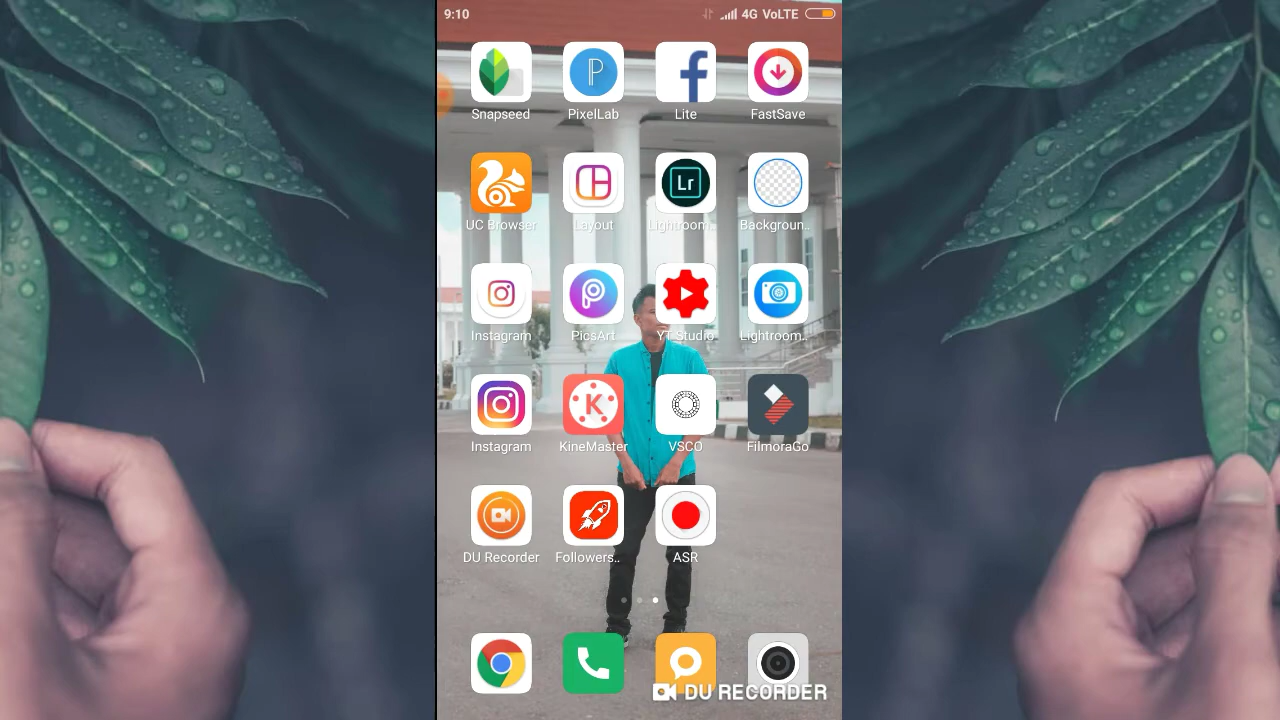 9:10 4G VoLTE
Snapseed PixelLab Lite FastSave
UC Browser Layout Lightroom.. Backgroun..
Instagram PicsArt YT Studio Lightroom..
Instagram KineMaster VSCO FilmoraGo
DU Recorder Followers.. ASR
DU RECORDER